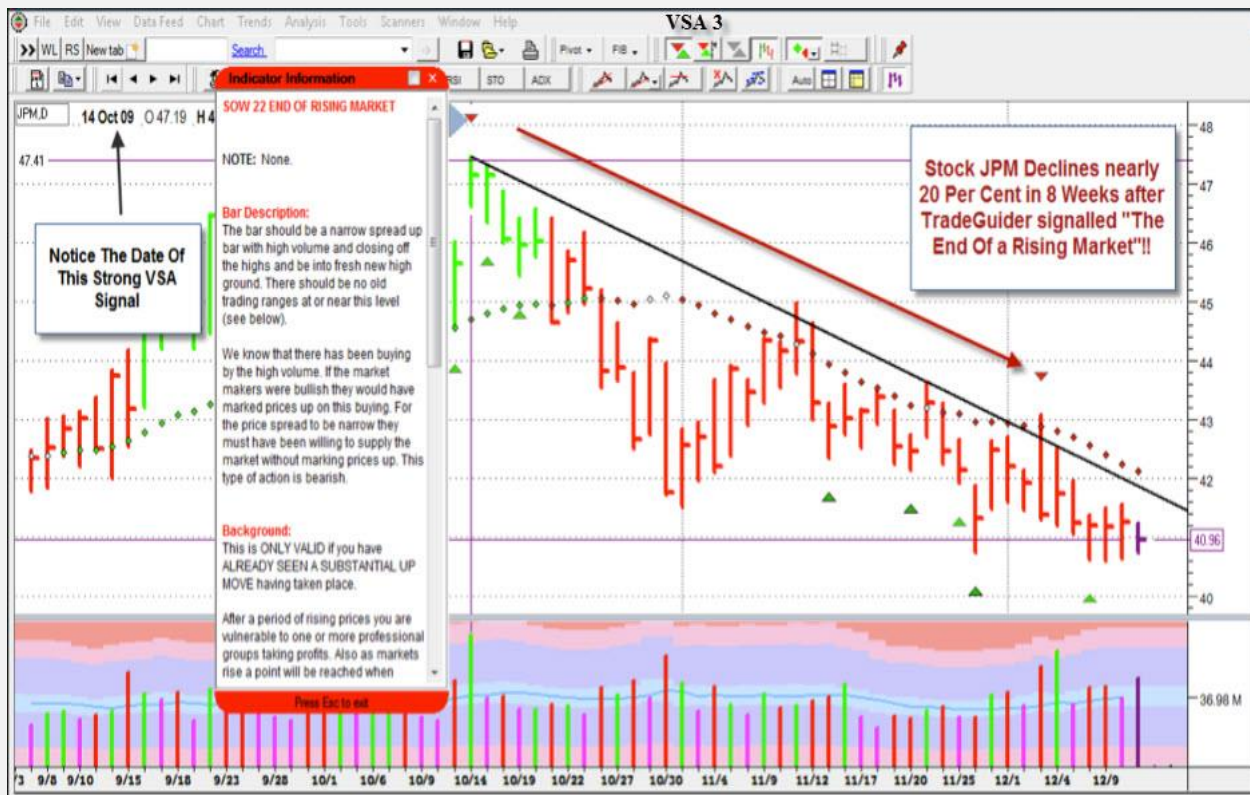 VSA 3
File Edit View Data Feed Chart Trends Analysis Tools Scanners Window Help
WL RS New tab Search Pivot FIB
RSI STO ADX Auto
Indicator Information
SOW 22 END OF RISING MARKET
NOTE: None.
Bar Description:
The bar should be a narrow spread up
bar with high volume and closing off
the highs and be into fresh new high
ground. There should be no old
trading ranges at or near this level
(see below).
We know that there has been buying
by the high volume. If the market
makers were bullish they would have
marked prices up on this buying. For
the price spread to be narrow they
must have been willing to supply the
market without marking prices up. This
type of action is bearish.
Background:
This is ONLY VALID if you have
ALREADY SEEN A SUBSTANTIAL UP
MOVE having taken place.
After a period of rising prices you are
vulnerable to one or more professional
groups taking profits. Also as markets
rise a point will be reached when
Press Esc to exit
JPM,D 14 Oct 09 O 47.19 H 4
47.41
Notice The Date Of
This Strong VSA
Signal
Stock JPM Declines nearly
20 Per Cent in 8 Weeks after
TradeGuider signalled "The
End Of a Rising Market"!!
48
47
46
45
44
43
42
40.96
40
36.98 M
/3 9/8 9/10 9/15 9/18 9/23 9/28 10/1 10/6 10/9 10/14 10/19 10/22 10/27 10/30 11/4 11/9 11/12 11/17 11/20 11/25 12/1 12/4 12/9